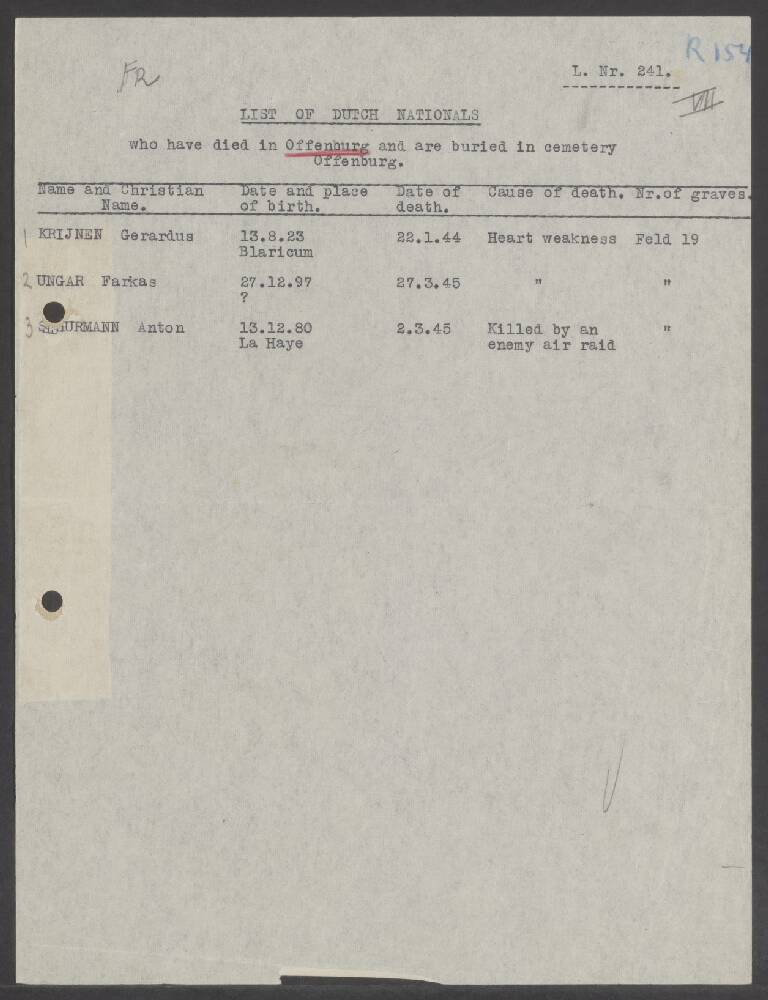 R 154
FR
L. Nr. 241.
VII
LIST OF DUTCH NATIONALS
who have died in Offenburg and are buried in cemetery
Offenburg.
Name and Christian Name. Date and place of birth. Date of death. Cause of death. Nr.of graves.
1 KRIJNEN Gerardus 13.8.23 22.1.44 Heart weakness Feld 19
Blaricum
2 UNGAR Farkas 27.12.97 27.3.45 " "
?
3 Anton 13.12.80 2.3.45 Killed by an "
La Haye enemy air raid